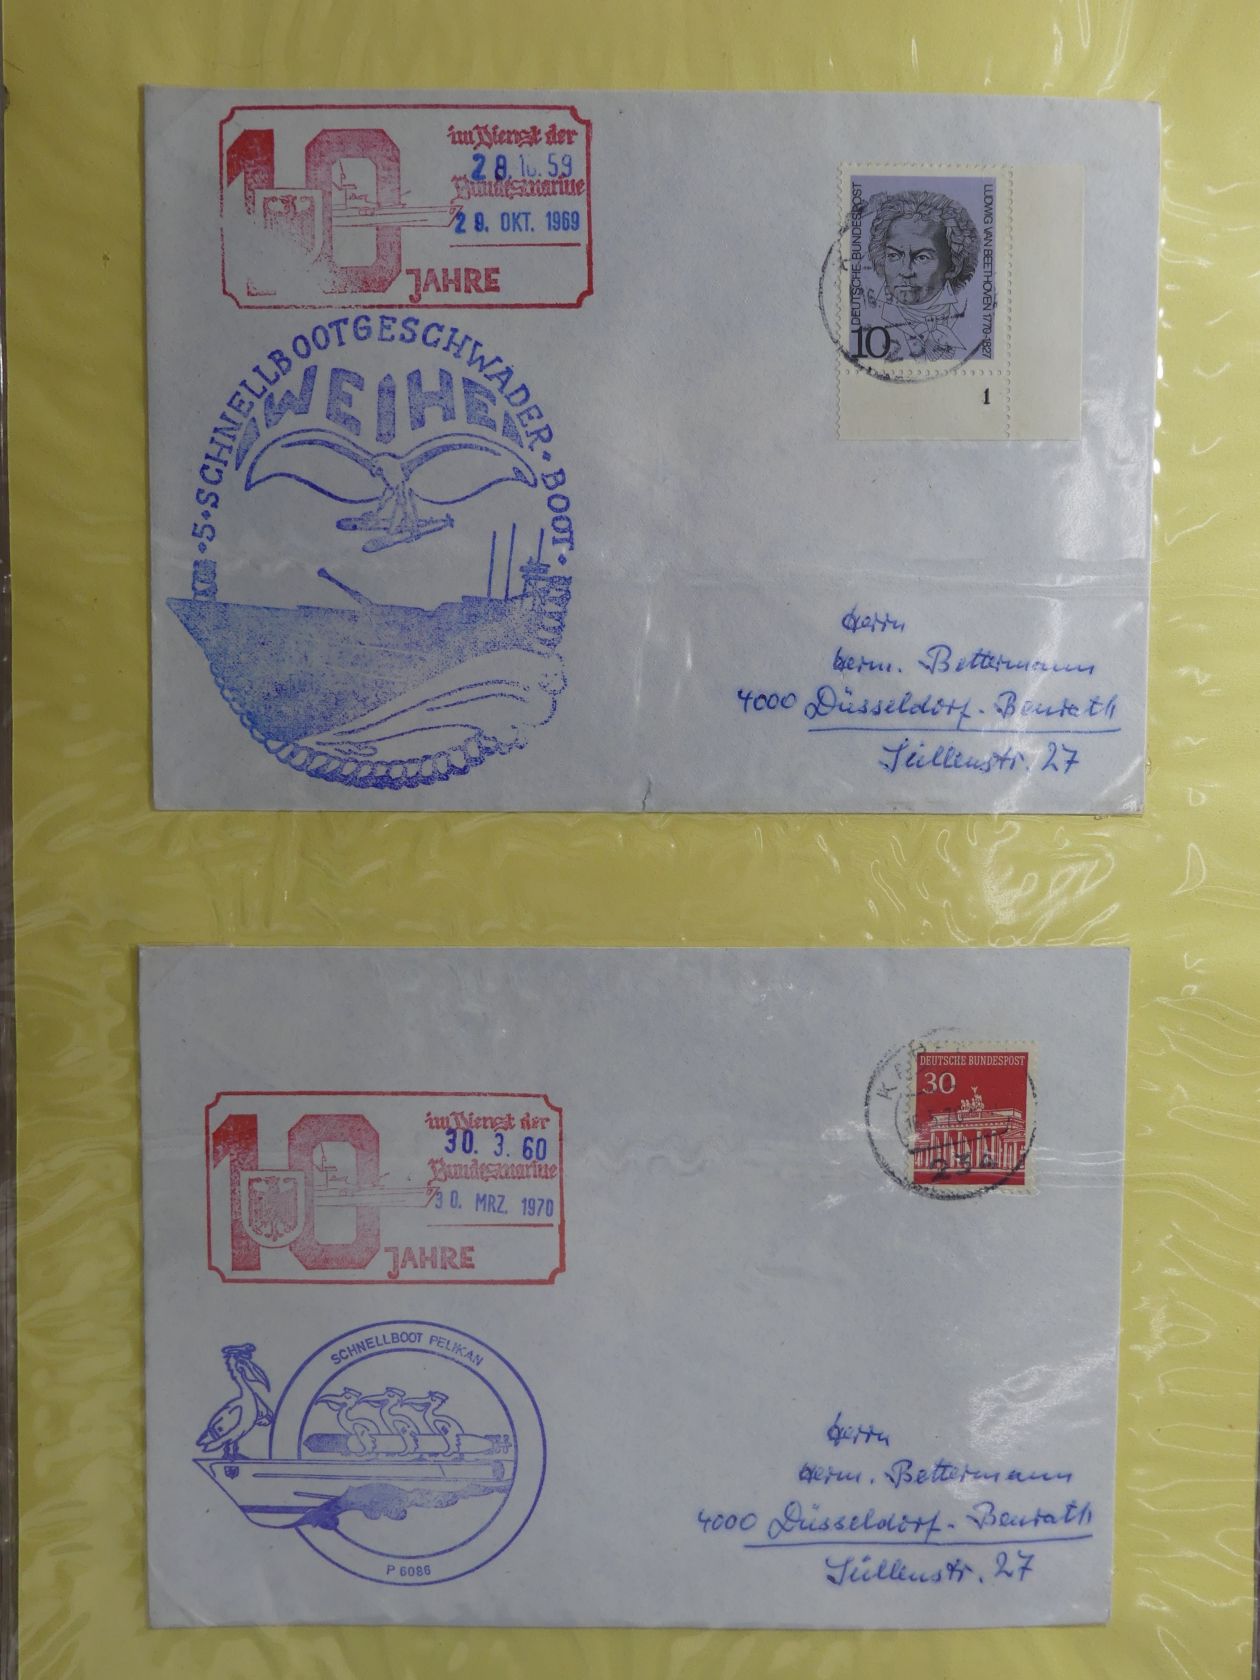 10
im Dienst der
28.10.59
Bundesmarine
29. OKT. 1969
JAHRE
5. SCHNELLBOOTGESCHWADER · BOOT ·
WEIHE
DEUTSCHE BUNDESPOST
LUDWIG VAN BEETHOVEN 1770-1827
10
1
Herrn
Herm. Bettermann
4000 Düsseldorf-Benrath
Süllenstr. 27
10
im Dienst der
30. 3. 60
Bundesmarine
30. MRZ. 1970
JAHRE
SCHNELLBOOT PELIKAN
P 6086
DEUTSCHE BUNDESPOST
30
234
Herrn
Herm. Bettermann
4000 Düsseldorf-Benrath
Süllenstr. 27